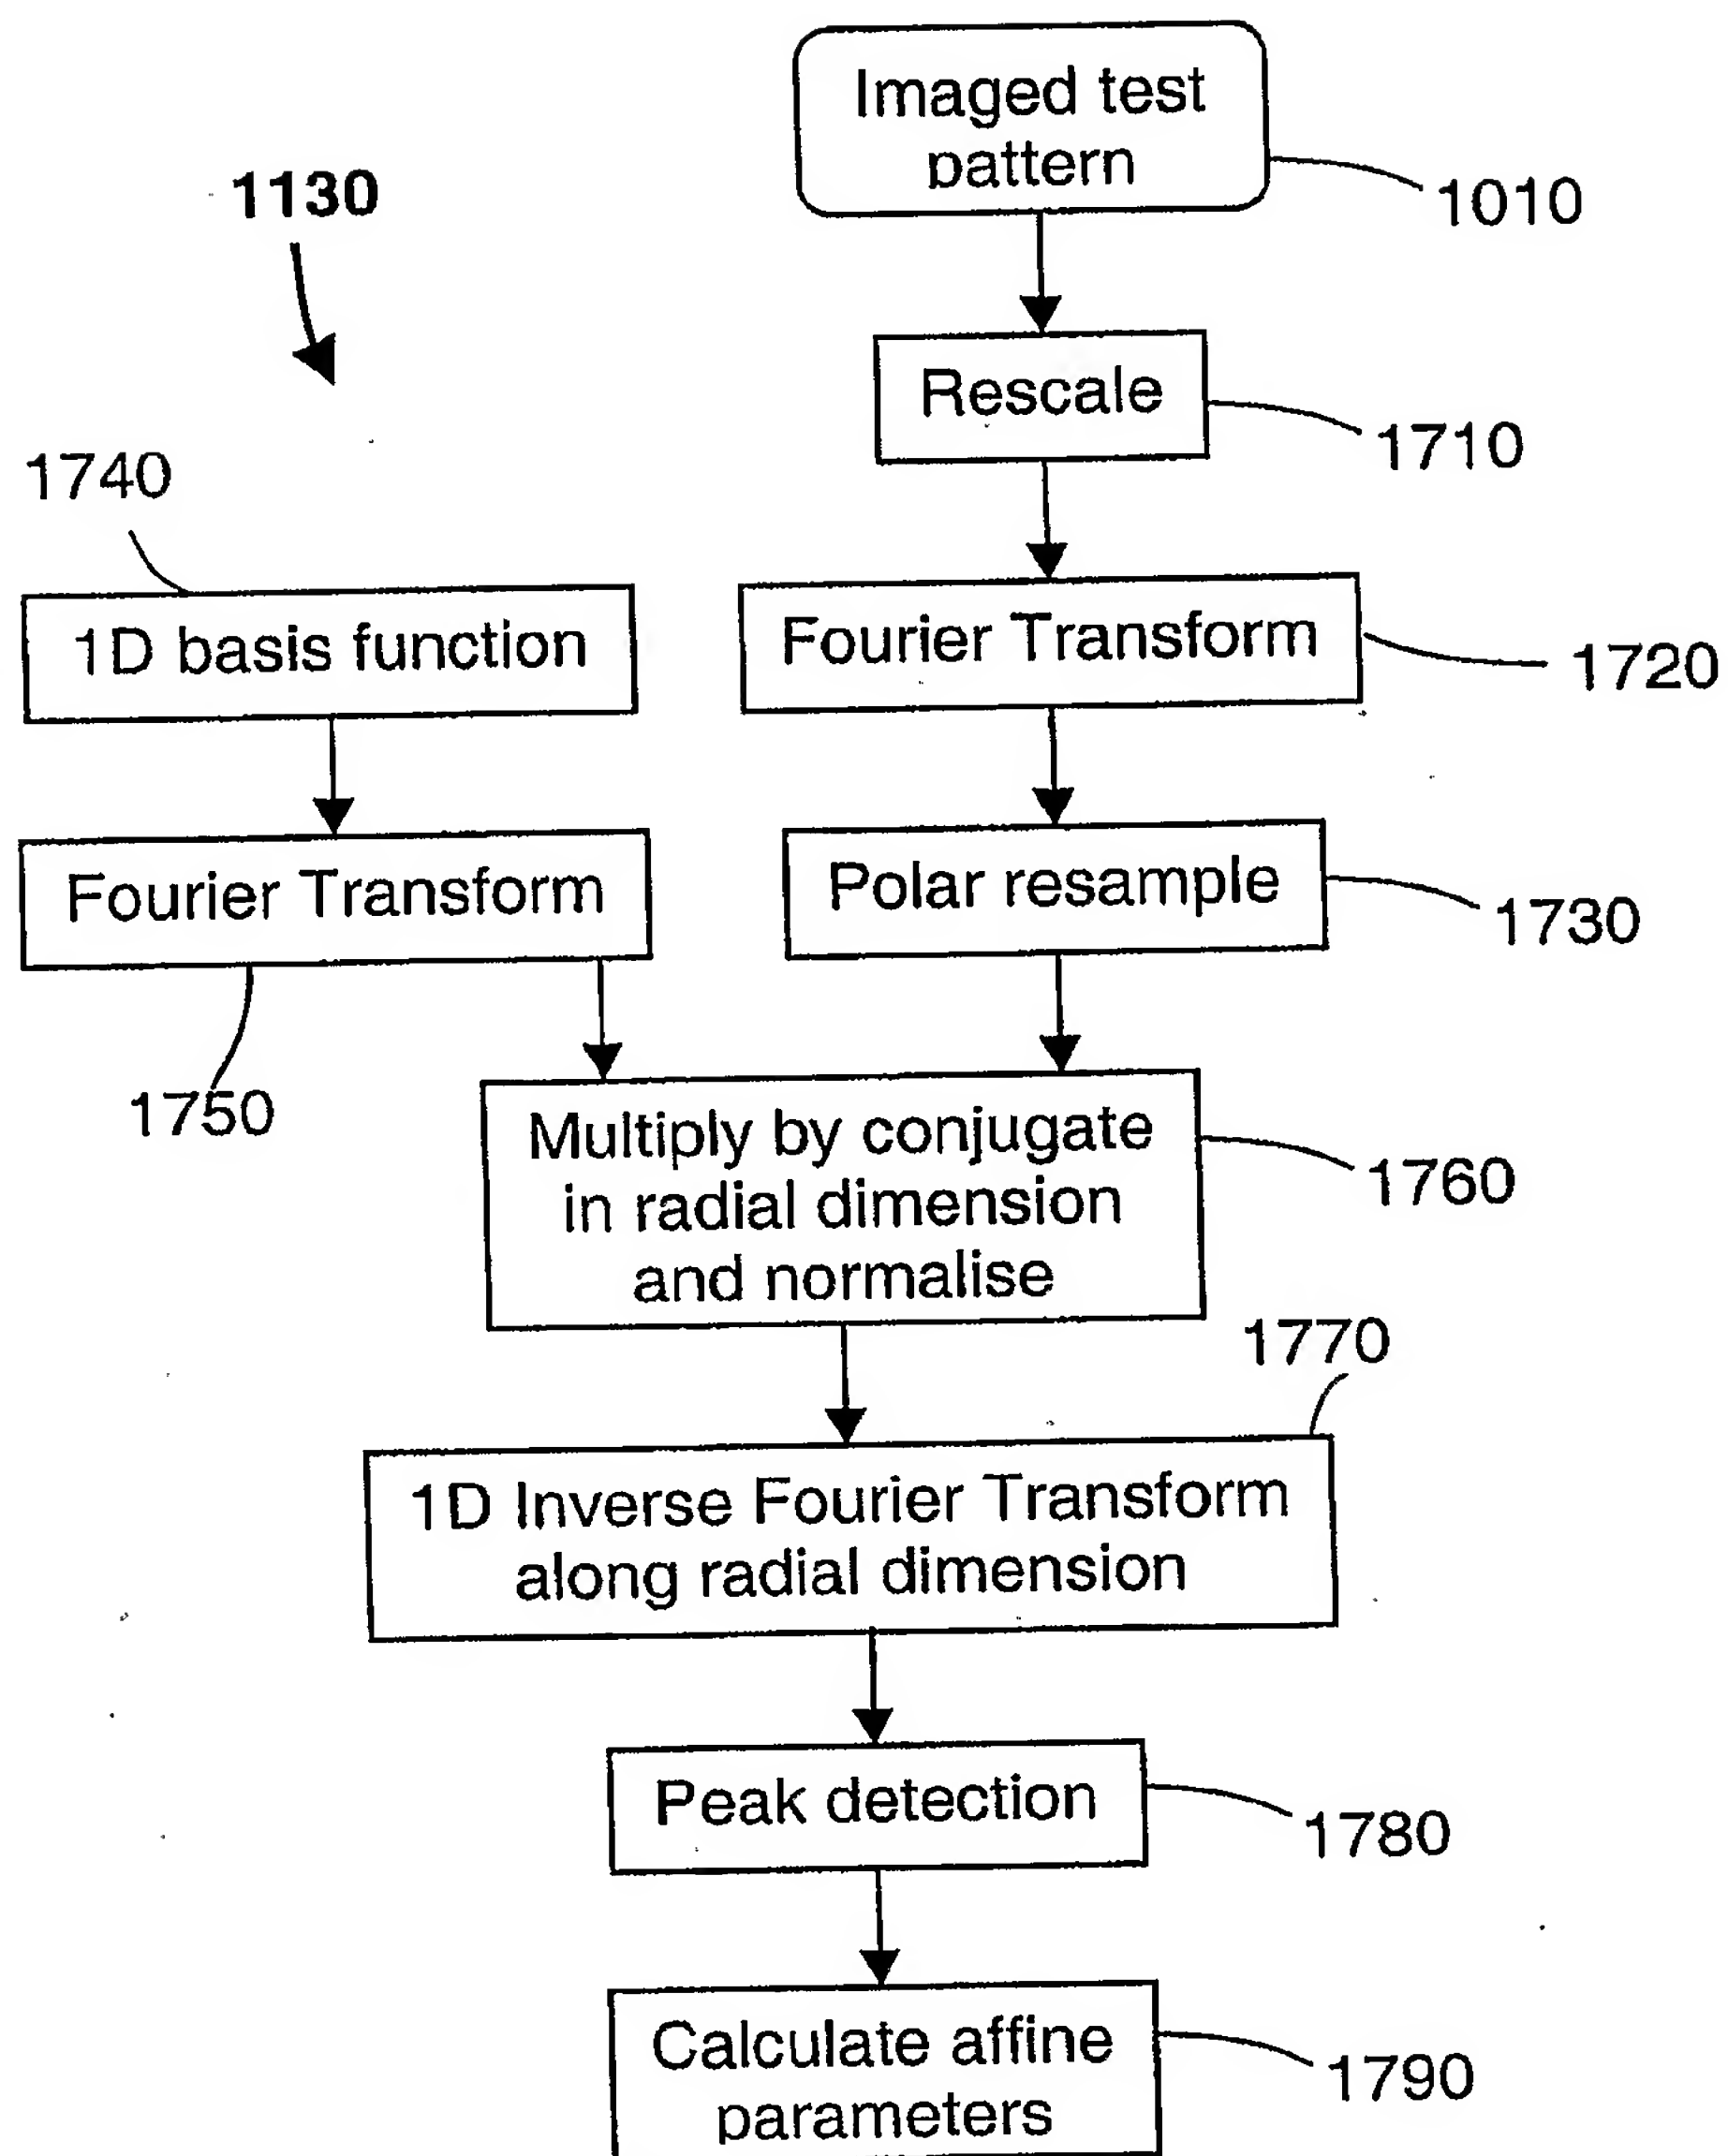 Imaged test
pattern
1010
1130
Rescale
1710
1740
1D basis function
Fourier Transform
1720
Fourier Transform
1750
Polar resample
1730
Multiply by conjugate
in radial dimension
and normalise
1760
1770
1D Inverse Fourier Transform
along radial dimension
Peak detection
1780
Calculate affine
parameters
1790